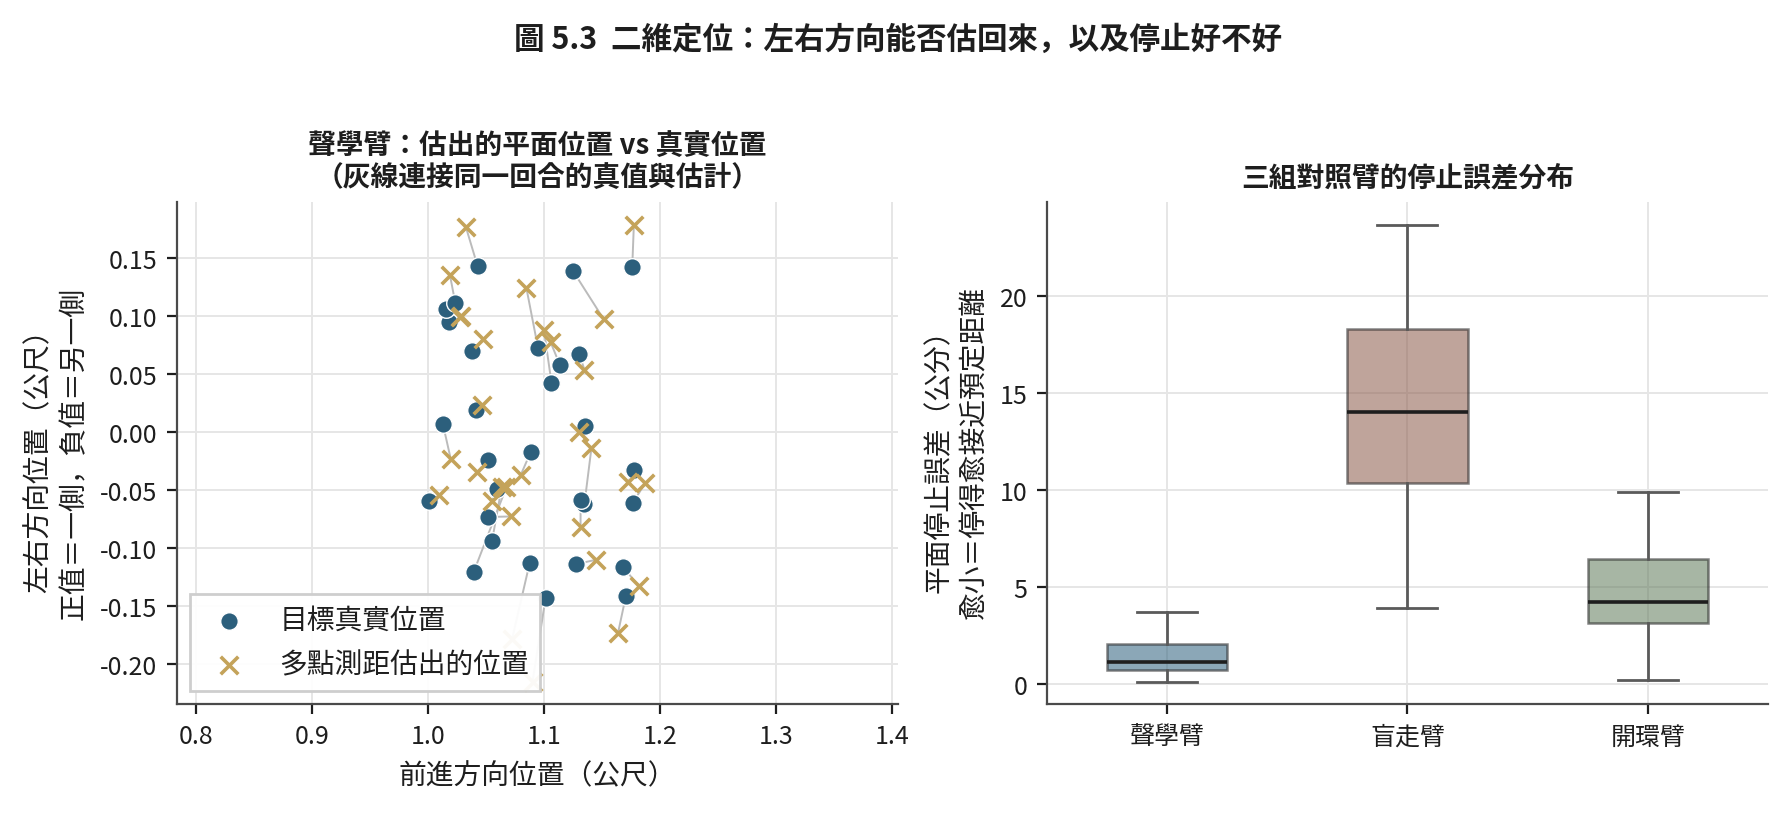 圖 5.3 二維定位：左右方向能否估回來，以及停止好不好
聲學臂：估出的平面位置 vs 真實位置
（灰線連接同一回合的真值與估計）
左右方向位置（公尺）
正值＝一側，負值＝另一側
0.15
0.10
0.05
0.00
-0.05
-0.10
-0.15
-0.20
目標真實位置
多點測距估出的位置
0.8
0.9
1.0
1.1
1.2
1.3
1.4
前進方向位置（公尺）
三組對照臂的停止誤差分布
平面停止誤差（公分）
愈小＝停得愈接近預定距離
20
15
10
5
0
聲學臂
盲走臂
開環臂